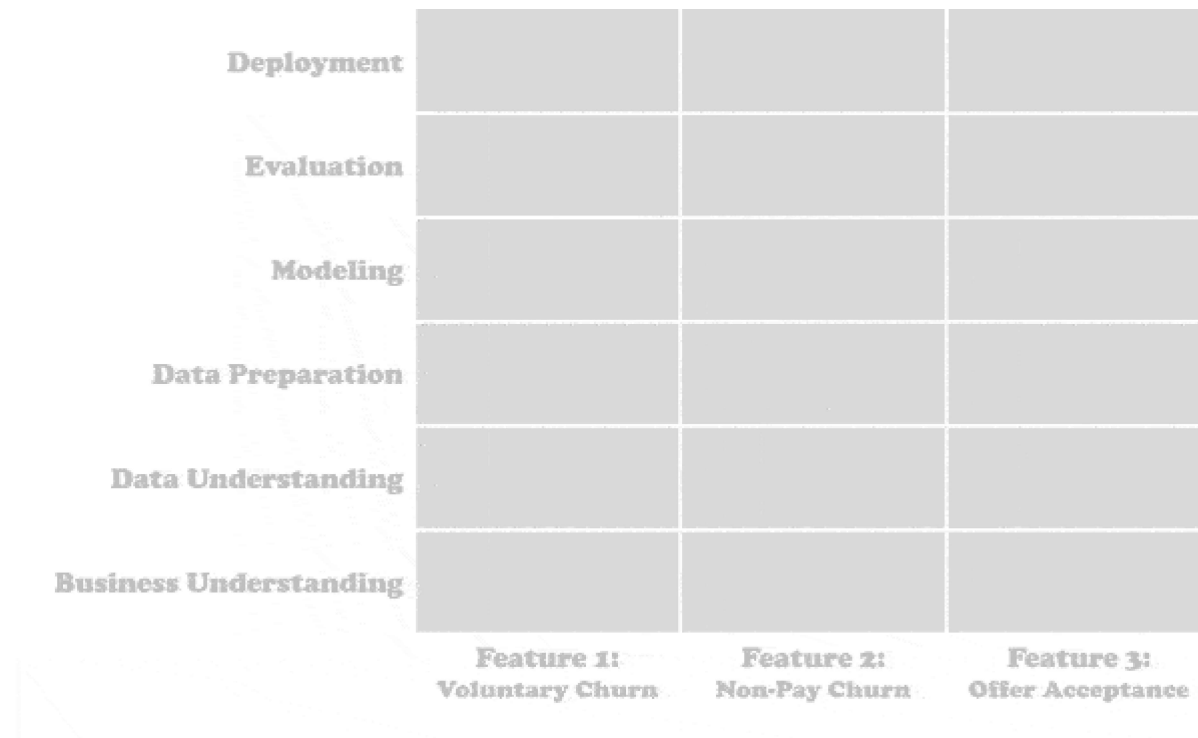 Deployment
Evaluation
Modeling
Data Preparation
Data Understanding
Business Understanding
Feature 1:
Voluntary Churn
Feature 2:
Non-Pay Churn
Feature 3:
Offer Acceptance